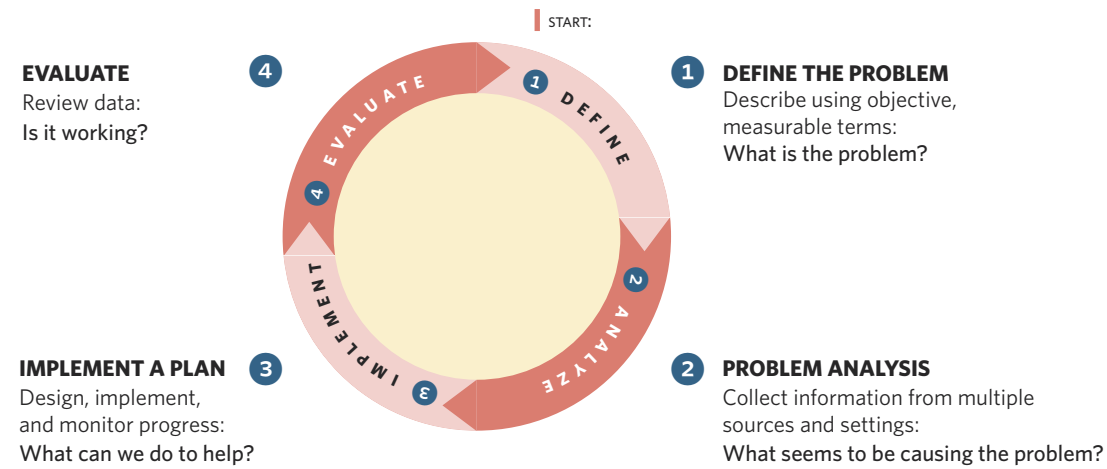 START:
1 DEFINE THE PROBLEM
Describe using objective,
measurable terms:
What is the problem?
2 PROBLEM ANALYSIS
Collect information from multiple
sources and settings:
What seems to be causing the problem?
IMPLEMENT A PLAN 3
Design, implement,
and monitor progress:
What can we do to help?
EVALUATE 4
Review data:
Is it working?
1 DEFINE
2 ANALYZE
3 IMPLEMENT
4 EVALUATE